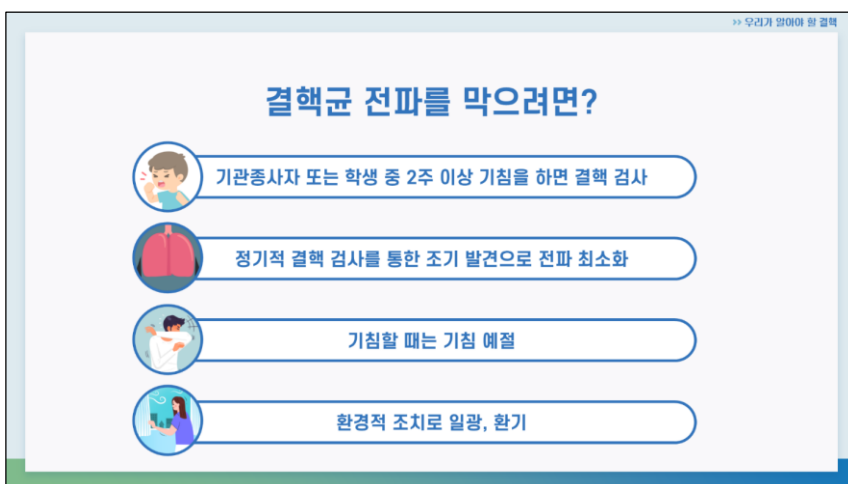 >> 우리가 알아야 할 결핵
결핵균 전파를 막으려면?
기관종사자 또는 학생 중 2주 이상 기침을 하면 결핵 검사
정기적 결핵 검사를 통한 조기 발견으로 전파 최소화
기침할 때는 기침 예절
환경적 조치로 일광, 환기